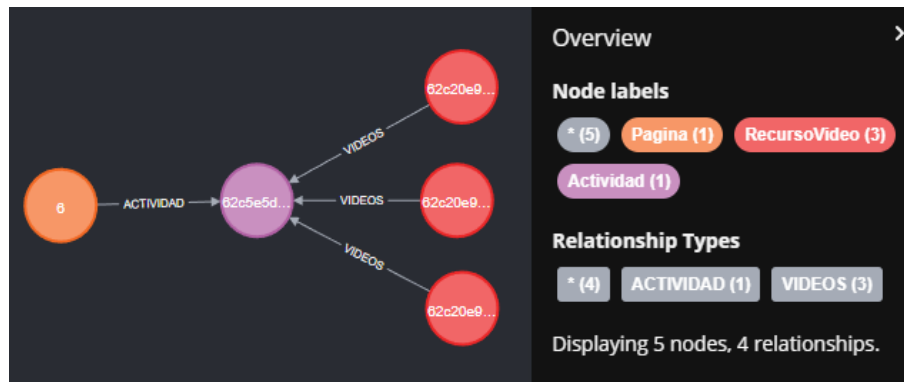 6
ACTIVIDAD
62c5e5d...
VIDEOS
62c20e9...
VIDEOS
62c20e9...
VIDEOS
62c20e9...
Overview
Node labels
* (5) Pagina (1) RecursoVideo (3)
Actividad (1)
Relationship Types
* (4) ACTIVIDAD (1) VIDEOS (3)
Displaying 5 nodes, 4 relationships.